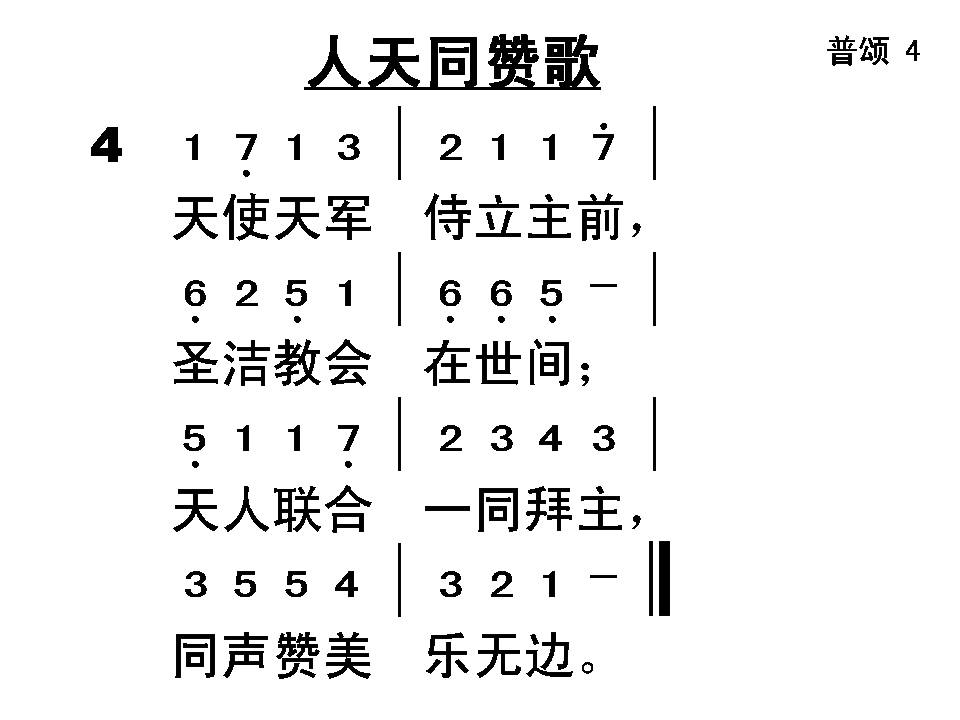 人天同赞歌
普颂 4
4 1 7̣ 1 3 | 2 1 1 7̇ |
天使天军 侍立主前，
6̣ 2 5̣ 1 | 6̣ 6̣ 5̣ － |
圣洁教会 在世间；
5̣ 1 1 7̣ | 2 3 4 3 |
天人联合 一同拜主，
3 5 5 4 | 3 2 1 － ‖
同声赞美 乐无边。